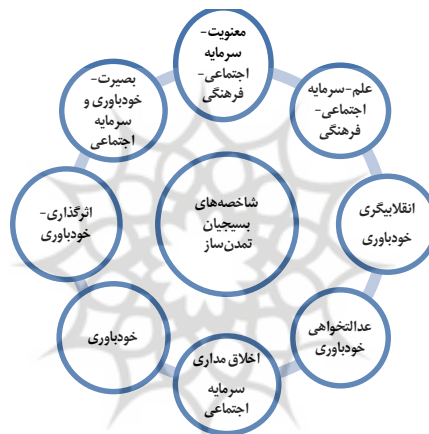 معنویت-
سرمایه
اجتماعی-
فرهنگی
علم-سرمایه
اجتماعی-
فرهنگی
انقلابیگری
خودباوری
عدالتخواهی
خودباوری
اخلاق مداری
سرمایه
اجتماعی
خودباوری
اثرگذاری-
خودباوری
بصیرت-
خودباوری و
سرمایه
اجتماعی
شاخصه‌های
بسیجیان
تمدن‌ساز